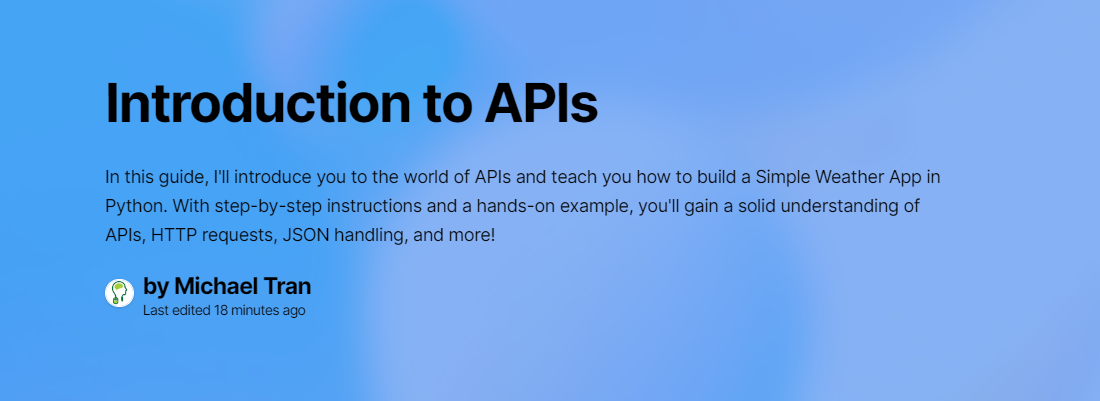 Introduction to APIs
In this guide, I'll introduce you to the world of APIs and teach you how to build a Simple Weather App in
Python. With step-by-step instructions and a hands-on example, you'll gain a solid understanding of
APIs, HTTP requests, JSON handling, and more!
by Michael Tran
Last edited 18 minutes ago